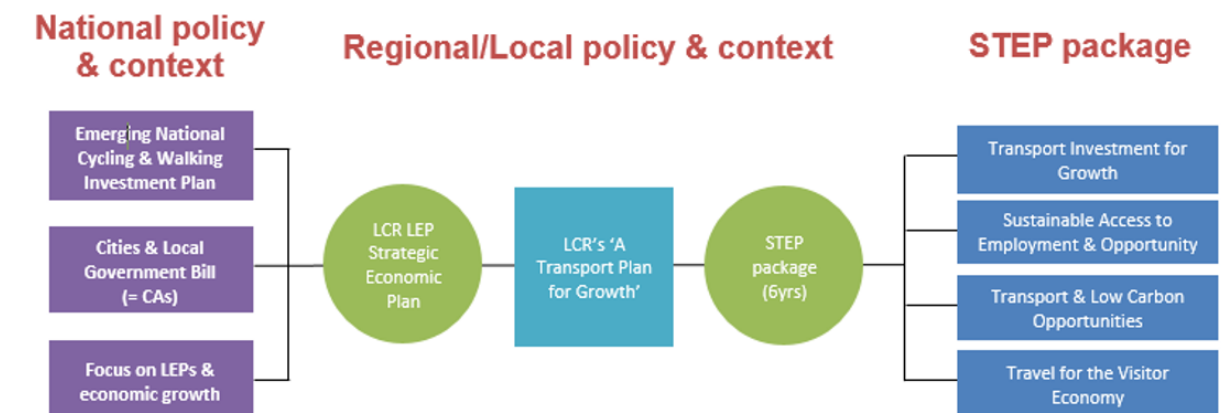 National policy
& context
Regional/Local policy & context
STEP package
Emerging National
Cycling & Walking
Investment Plan
Cities & Local
Government Bill
(= CAs)
Focus on LEPs &
economic growth
LCR LEP
Strategic
Economic
Plan
LCR's 'A
Transport Plan
for Growth'
STEP
package
(6yrs)
Transport Investment for
Growth
Sustainable Access to
Employment & Opportunity
Transport & Low Carbon
Opportunities
Travel for the Visitor
Economy